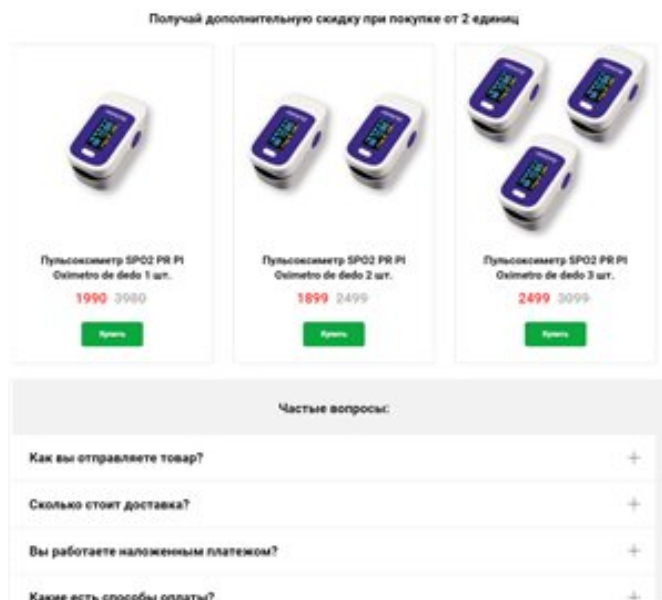 Получай дополнительную скидку при покупке от 2 единиц
Пульсоксиметр SPO2 PR PI
Oximetro de dedo 1 шт.
1990 3980
Купить
Пульсоксиметр SPO2 PR PI
Oximetro de dedo 2 шт.
1899 2499
Купить
Пульсоксиметр SPO2 PR PI
Oximetro de dedo 3 шт.
2499 3099
Купить
Частые вопросы:
Как вы отправляете товар?
Сколько стоит доставка?
Вы работаете наложенным платежом?
Какие есть способы оплаты?